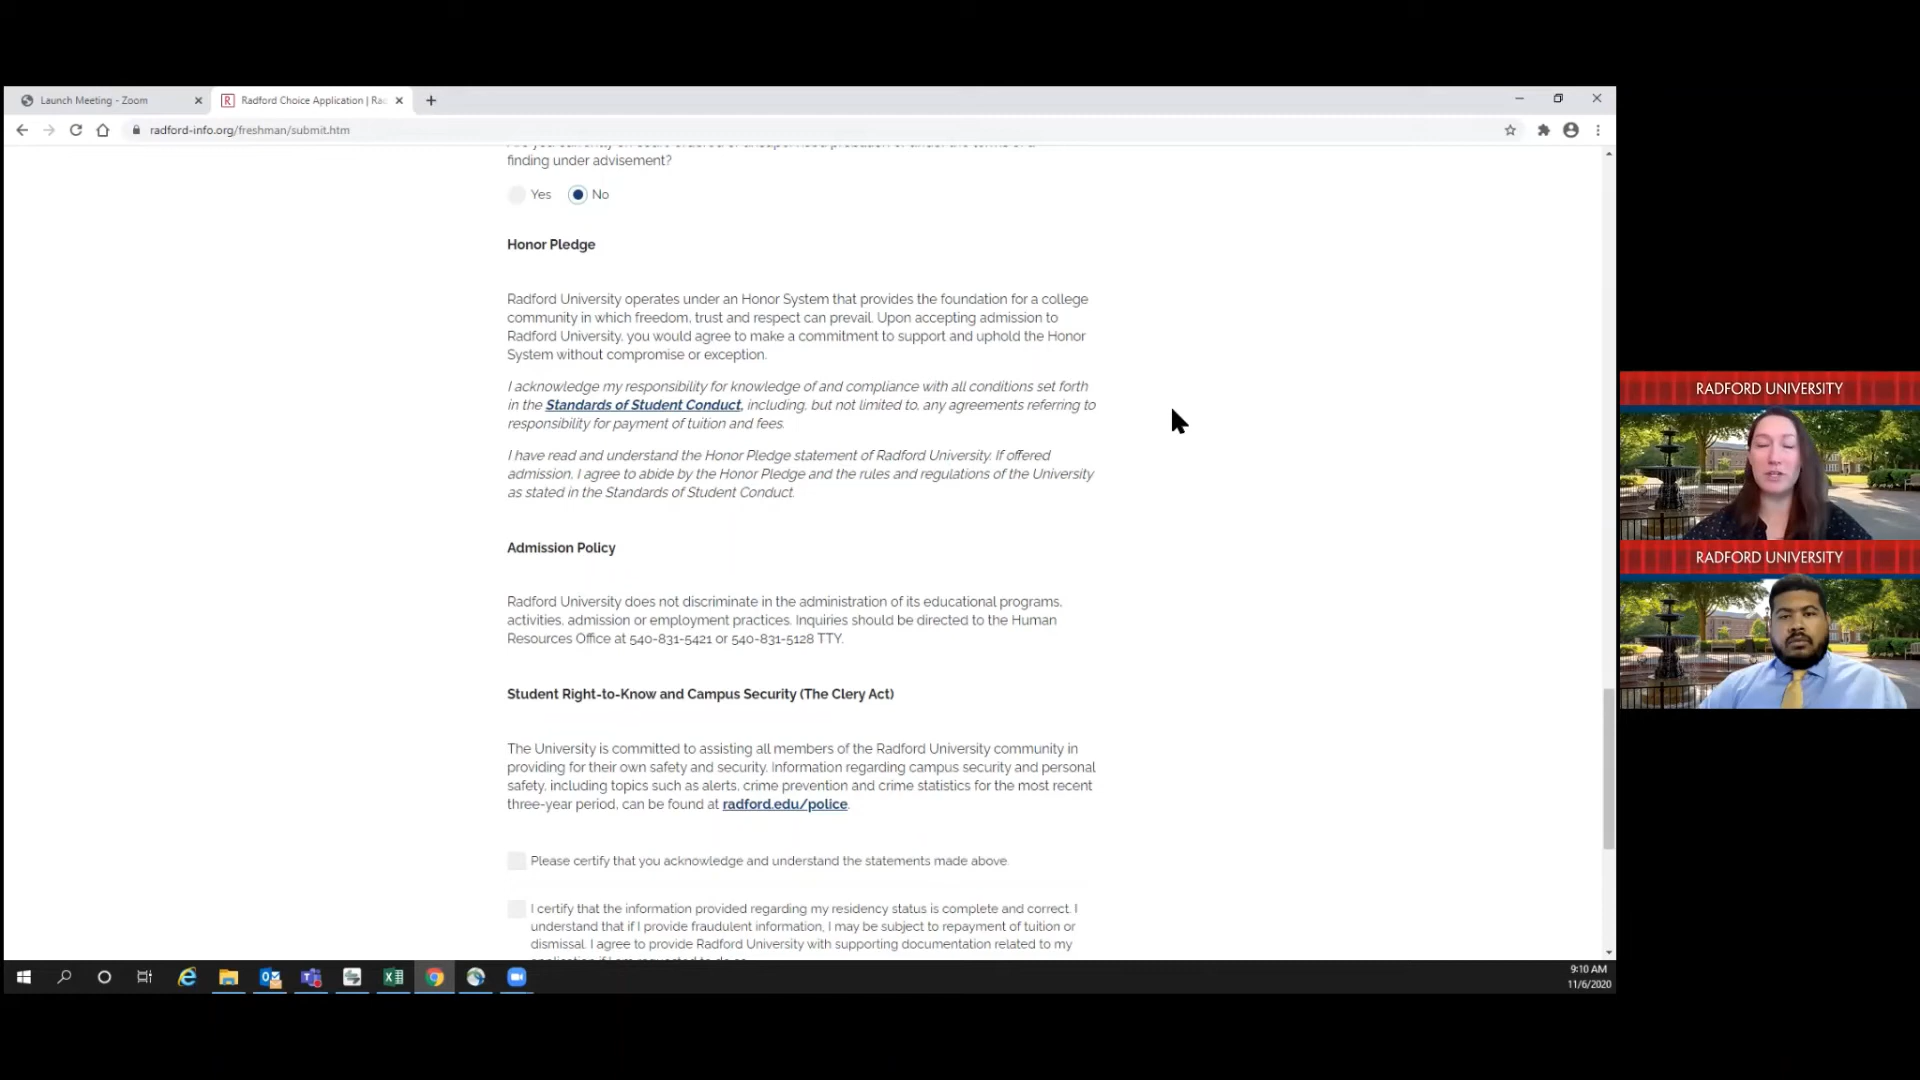 Launch Meeting - Zoom
Radford Choice Application | Rad
radford-info.org/freshman/submit.htm
finding under advisement?
Yes No
Honor Pledge
Radford University operates under an Honor System that provides the foundation for a college
community in which freedom, trust and respect can prevail. Upon accepting admission to
Radford University, you would agree to make a commitment to support and uphold the Honor
System without compromise or exception.
I acknowledge my responsibility for knowledge of and compliance with all conditions set forth
in the Standards of Student Conduct, including, but not limited to, any agreements referring to
responsibility for payment of tuition and fees.
I have read and understand the Honor Pledge statement of Radford University. If offered
admission, I agree to abide by the Honor Pledge and the rules and regulations of the University
as stated in the Standards of Student Conduct.
Admission Policy
Radford University does not discriminate in the administration of its educational programs,
activities, admission or employment practices. Inquiries should be directed to the Human
Resources Office at 540-831-5421 or 540-831-5128 TTY.
Student Right-to-Know and Campus Security (The Clery Act)
The University is committed to assisting all members of the Radford University community in
providing for their own safety and security. Information regarding campus security and personal
safety, including topics such as alerts, crime prevention and crime statistics for the most recent
three-year period, can be found at radford.edu/police.
Please certify that you acknowledge and understand the statements made above.
I certify that the information provided regarding my residency status is complete and correct. I
understand that if I provide fraudulent information, I may be subject to repayment of tuition or
dismissal. I agree to provide Radford University with supporting documentation related to my
RADFORD UNIVERSITY
RADFORD UNIVERSITY
9:10 AM
11/6/2020